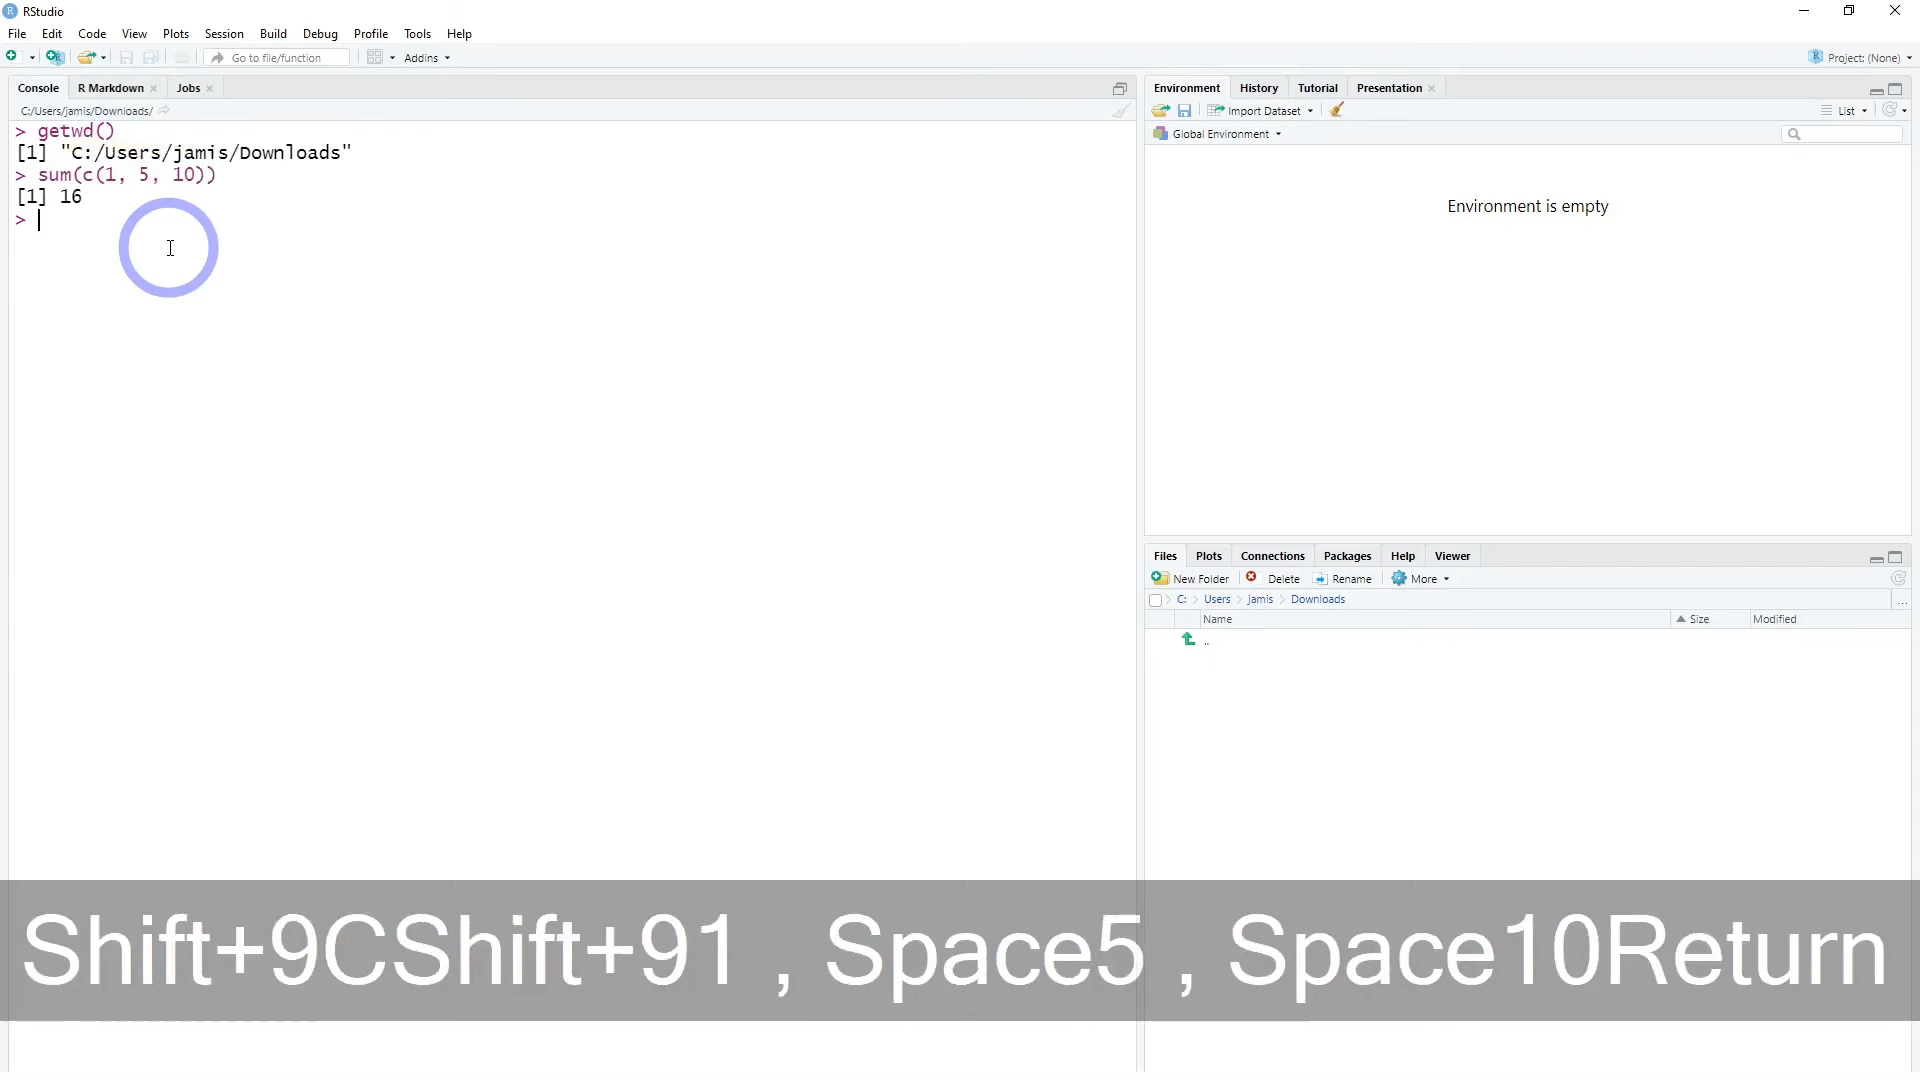 RStudio
File Edit Code View Plots Session Build Debug Profile Tools Help
Go to file/function Addins Project: (None)
Console R Markdown Jobs
C:/Users/jamis/Downloads/
> getwd()
[1] "C:/Users/jamis/Downloads"
> sum(c(1, 5, 10))
[1] 16
>
Environment History Tutorial Presentation
Import Dataset List
Global Environment
Environment is empty
Files Plots Connections Packages Help Viewer
New Folder Delete Rename More
C: Users jamis Downloads ...
Name Size Modified
..
Shift+9CShift+91 , Space5 , Space10Return